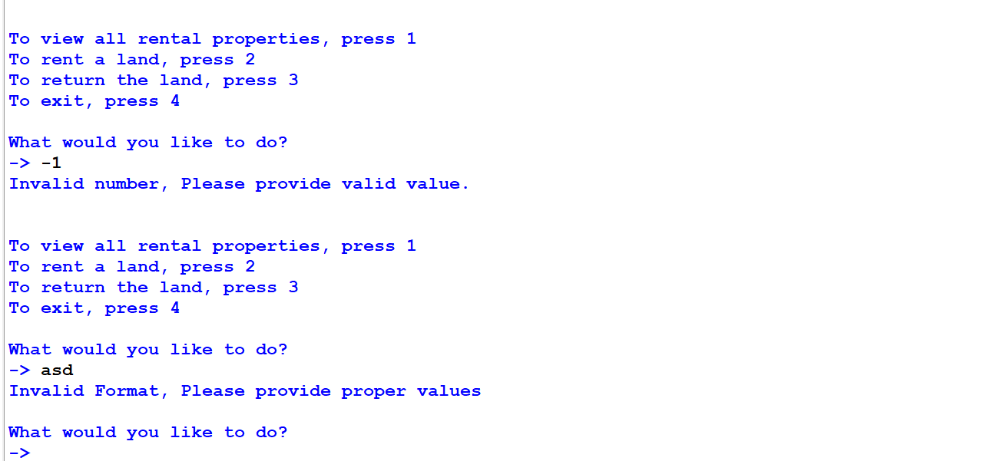 To view all rental properties, press 1
To rent a land, press 2
To return the land, press 3
To exit, press 4
What would you like to do?
-> -1
Invalid number, Please provide valid value.
To view all rental properties, press 1
To rent a land, press 2
To return the land, press 3
To exit, press 4
What would you like to do?
-> asd
Invalid Format, Please provide proper values
What would you like to do?
->